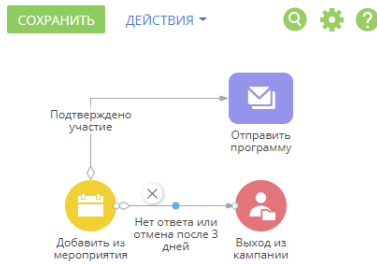 СОХРАНИТЬ ДЕЙСТВИЯ
Подтверждено
участие
Отправить
программу
Нет ответа или
отмена после 3
дней
Добавить из
мероприятия
Выход из
кампании